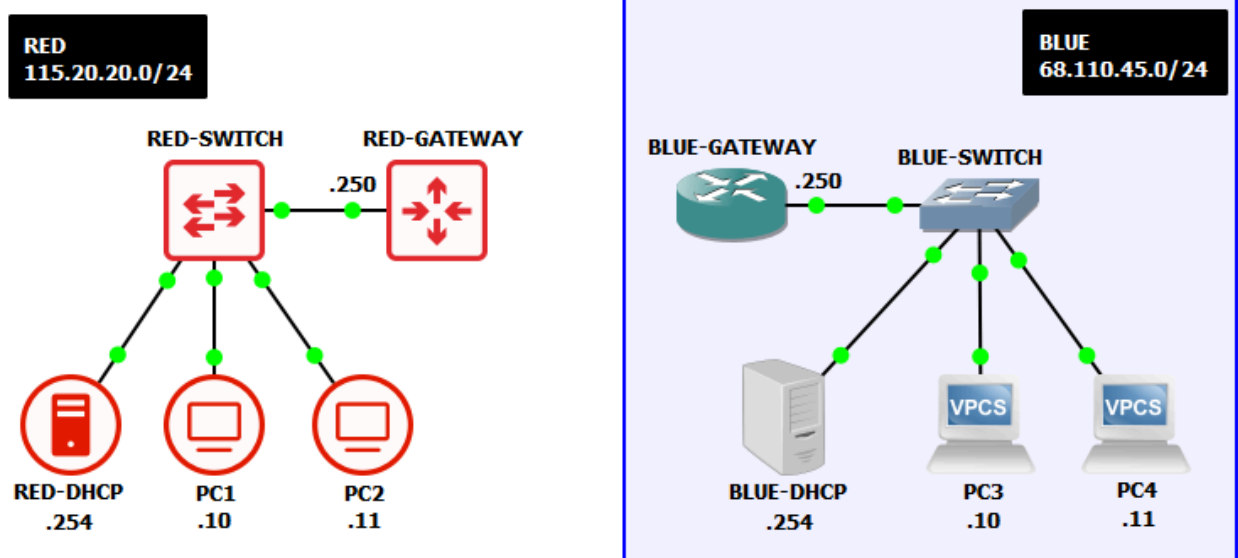 RED
115.20.20.0/24
RED-SWITCH
RED-GATEWAY
.250
RED-DHCP
.254
PC1
.10
PC2
.11
BLUE
68.110.45.0/24
BLUE-GATEWAY
BLUE-SWITCH
.250
VPCS
VPCS
BLUE-DHCP
.254
PC3
.10
PC4
.11